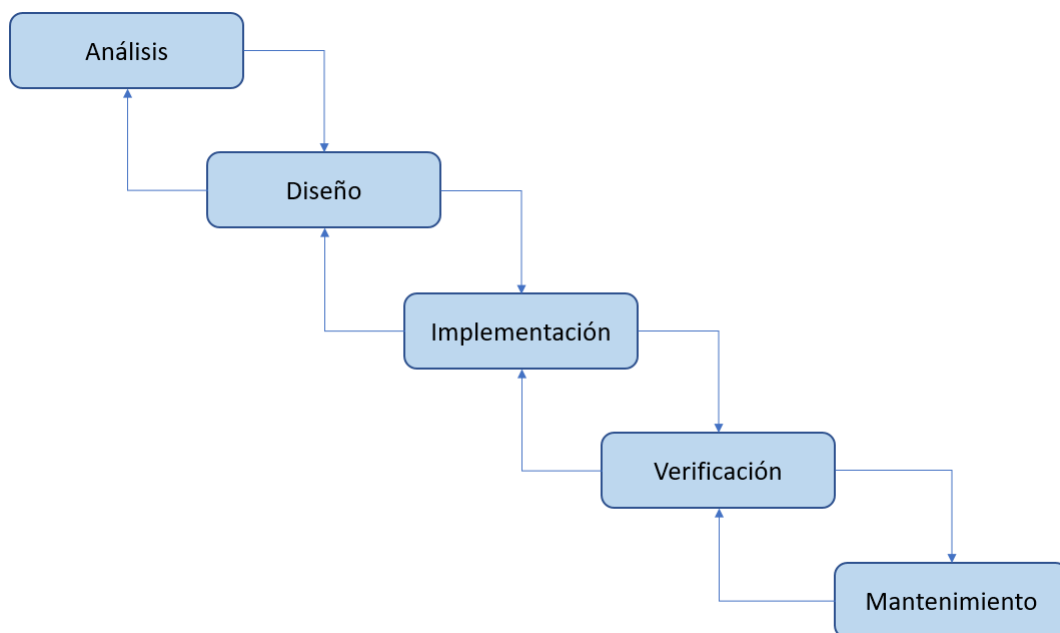 Análisis
Diseño
Implementación
Verificación
Mantenimiento